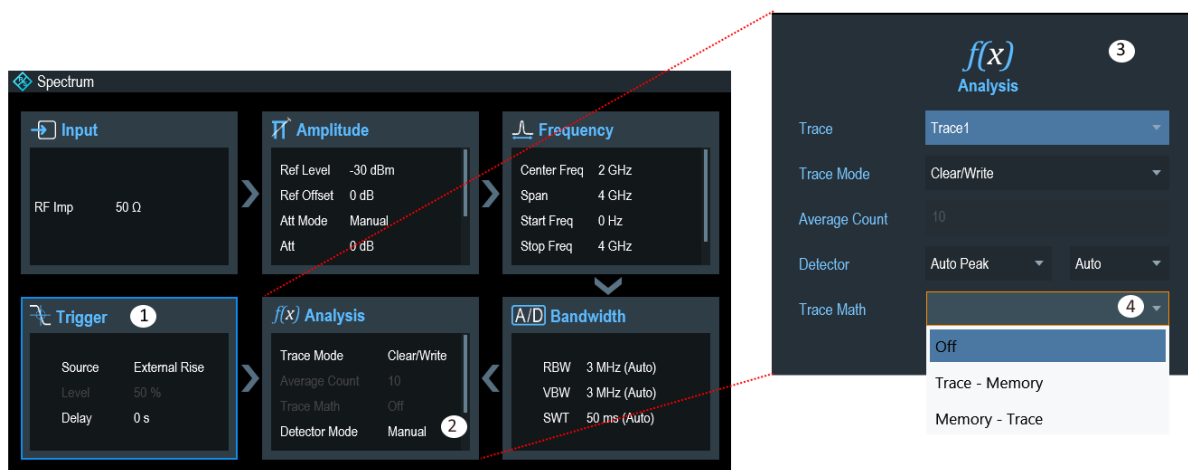 Spectrum
Input
RF Imp 50 Ω
Amplitude
Ref Level -30 dBm
Ref Offset 0 dB
Att Mode Manual
Att 0 dB
Frequency
Center Freq 2 GHz
Span 4 GHz
Start Freq 0 Hz
Stop Freq 4 GHz
Trigger 1
Source External Rise
Level 50 %
Delay 0 s
f(x) Analysis
Trace Mode Clear/Write
Average Count 10
Trace Math Off
Detector Mode Manual 2
A/D Bandwidth
RBW 3 MHz (Auto)
VBW 3 MHz (Auto)
SWT 50 ms (Auto)
f(x) 3
Analysis
Trace Trace1
Trace Mode Clear/Write
Average Count 10
Detector Auto Peak Auto
Trace Math 4
Off
Trace - Memory
Memory - Trace